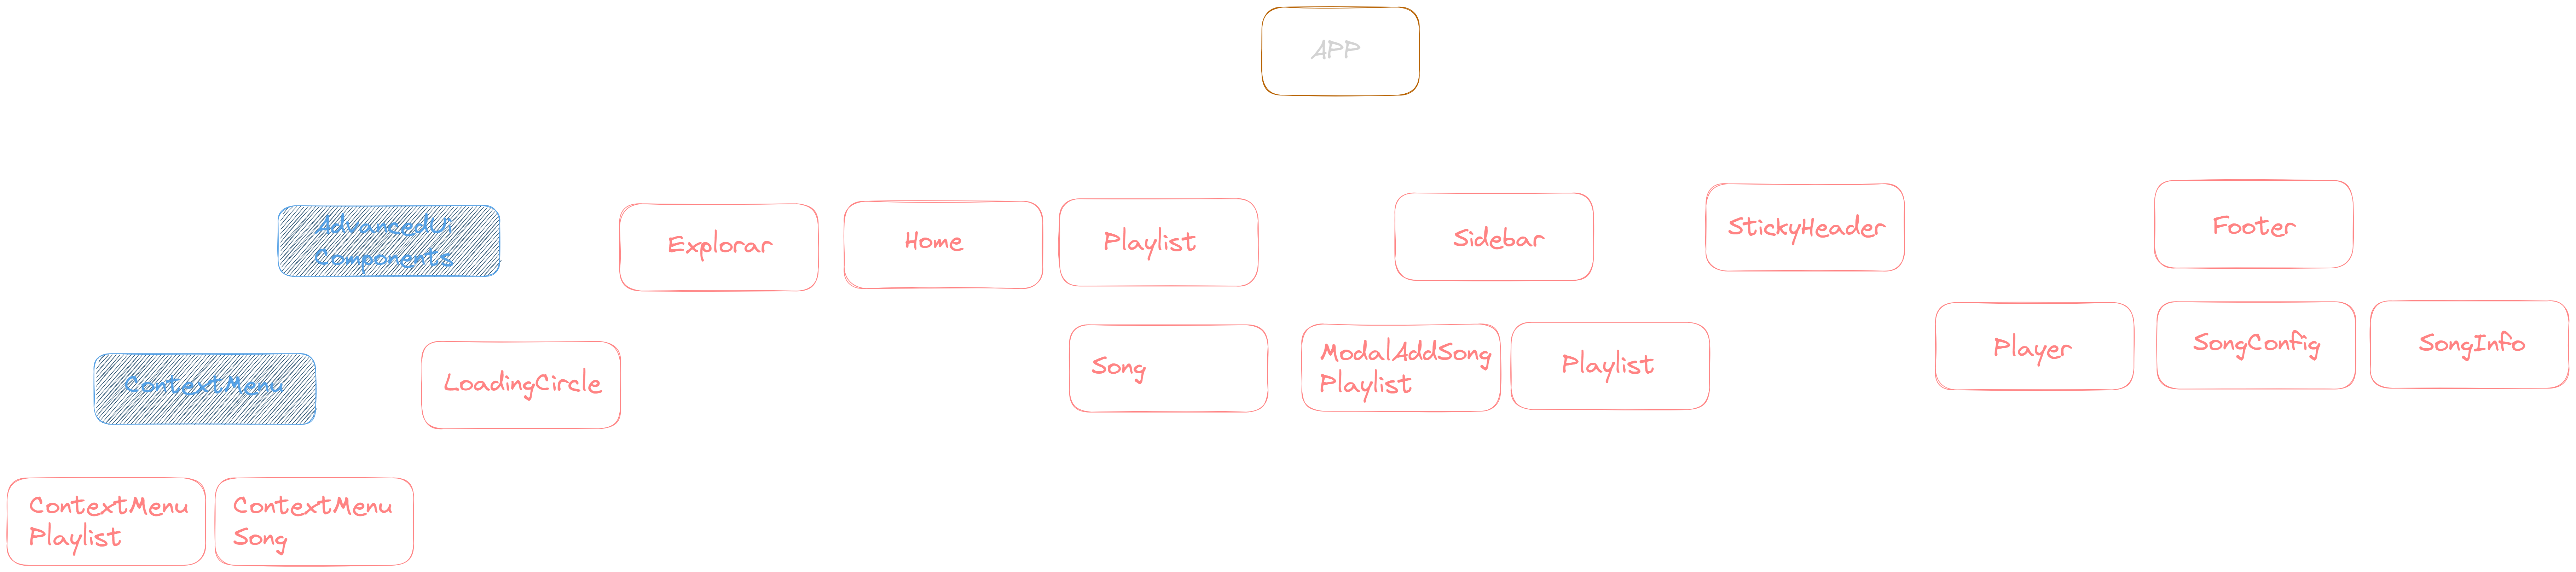 APP
AdvancedUi
Components
Explorar
Home
Playlist
Sidebar
StickyHeader
Footer
ContextMenu
LoadingCircle
Song
ModalAddSong
Playlist
Playlist
Player
SongConfig
SongInfo
ContextMenu
Playlist
ContextMenu
Song